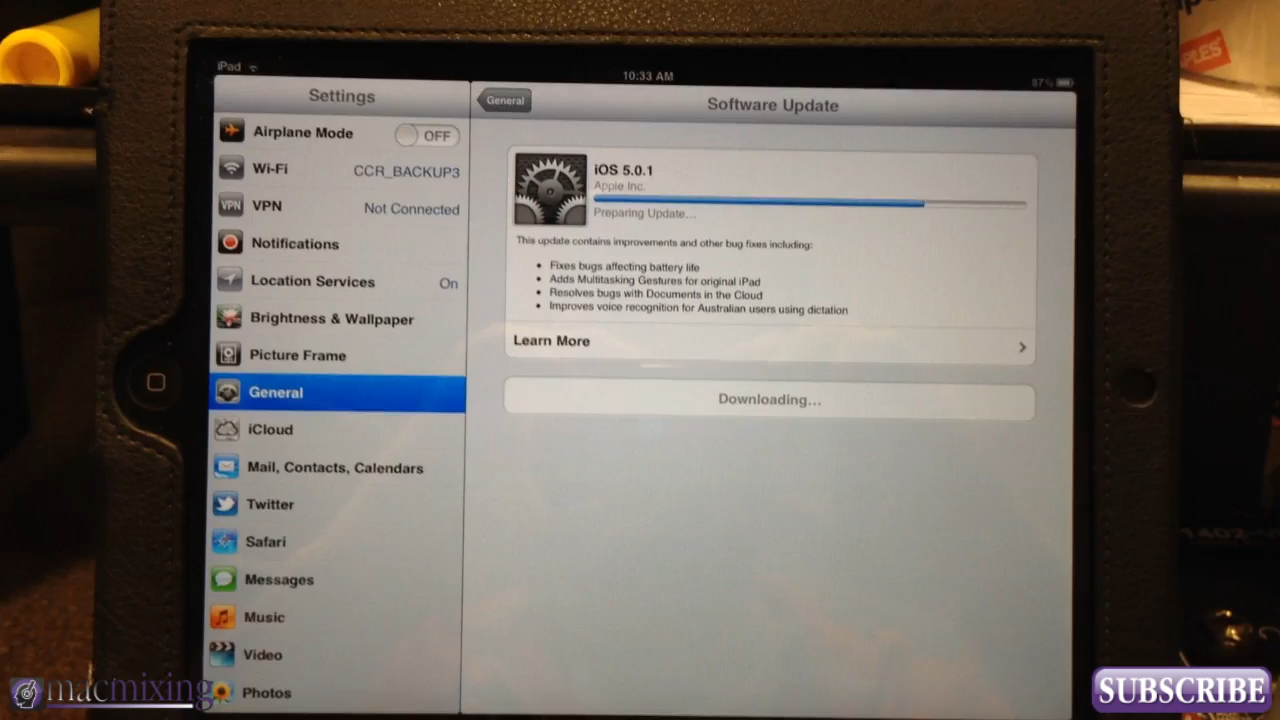 iPad
10:33 AM
97%
Settings
General
Software Update
Airplane Mode
OFF
Wi-Fi
CCR_BACKUP3
VPN
VPN
Not Connected
Notifications
Location Services
On
Brightness & Wallpaper
Picture Frame
General
iCloud
Mail, Contacts, Calendars
Twitter
Safari
Messages
Music
Video
Photos
iOS 5.0.1
Apple Inc.
Preparing Update...
This update contains improvements and other bug fixes including:
• Fixes bugs affecting battery life
• Adds Multitasking Gestures for original iPad
• Resolves bugs with Documents in the Cloud
• Improves voice recognition for Australian users using dictation
Learn More
Downloading...
macmixing
SUBSCRIBE